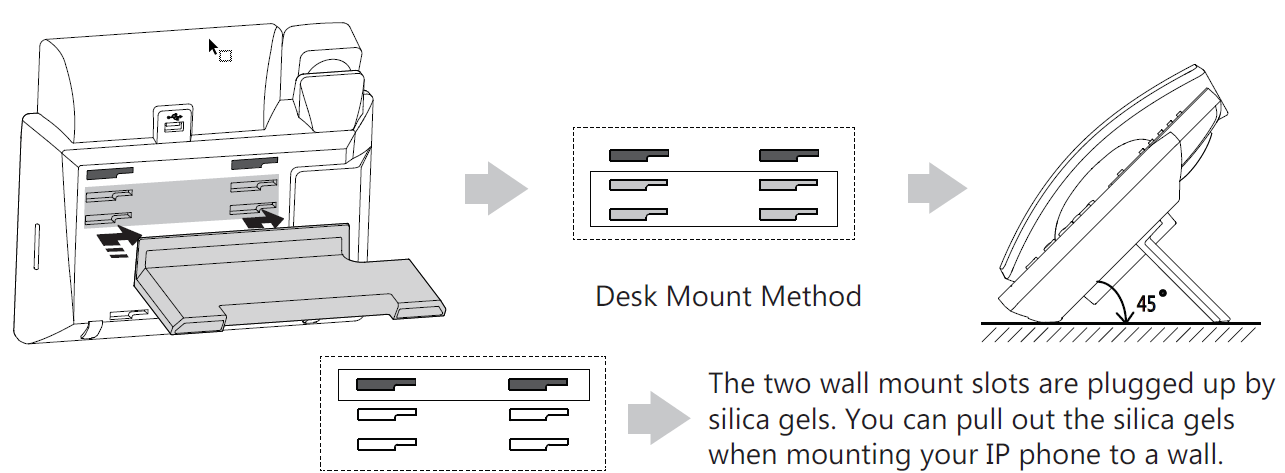 Desk Mount Method
45°
The two wall mount slots are plugged up by
silica gels. You can pull out the silica gels
when mounting your IP phone to a wall.